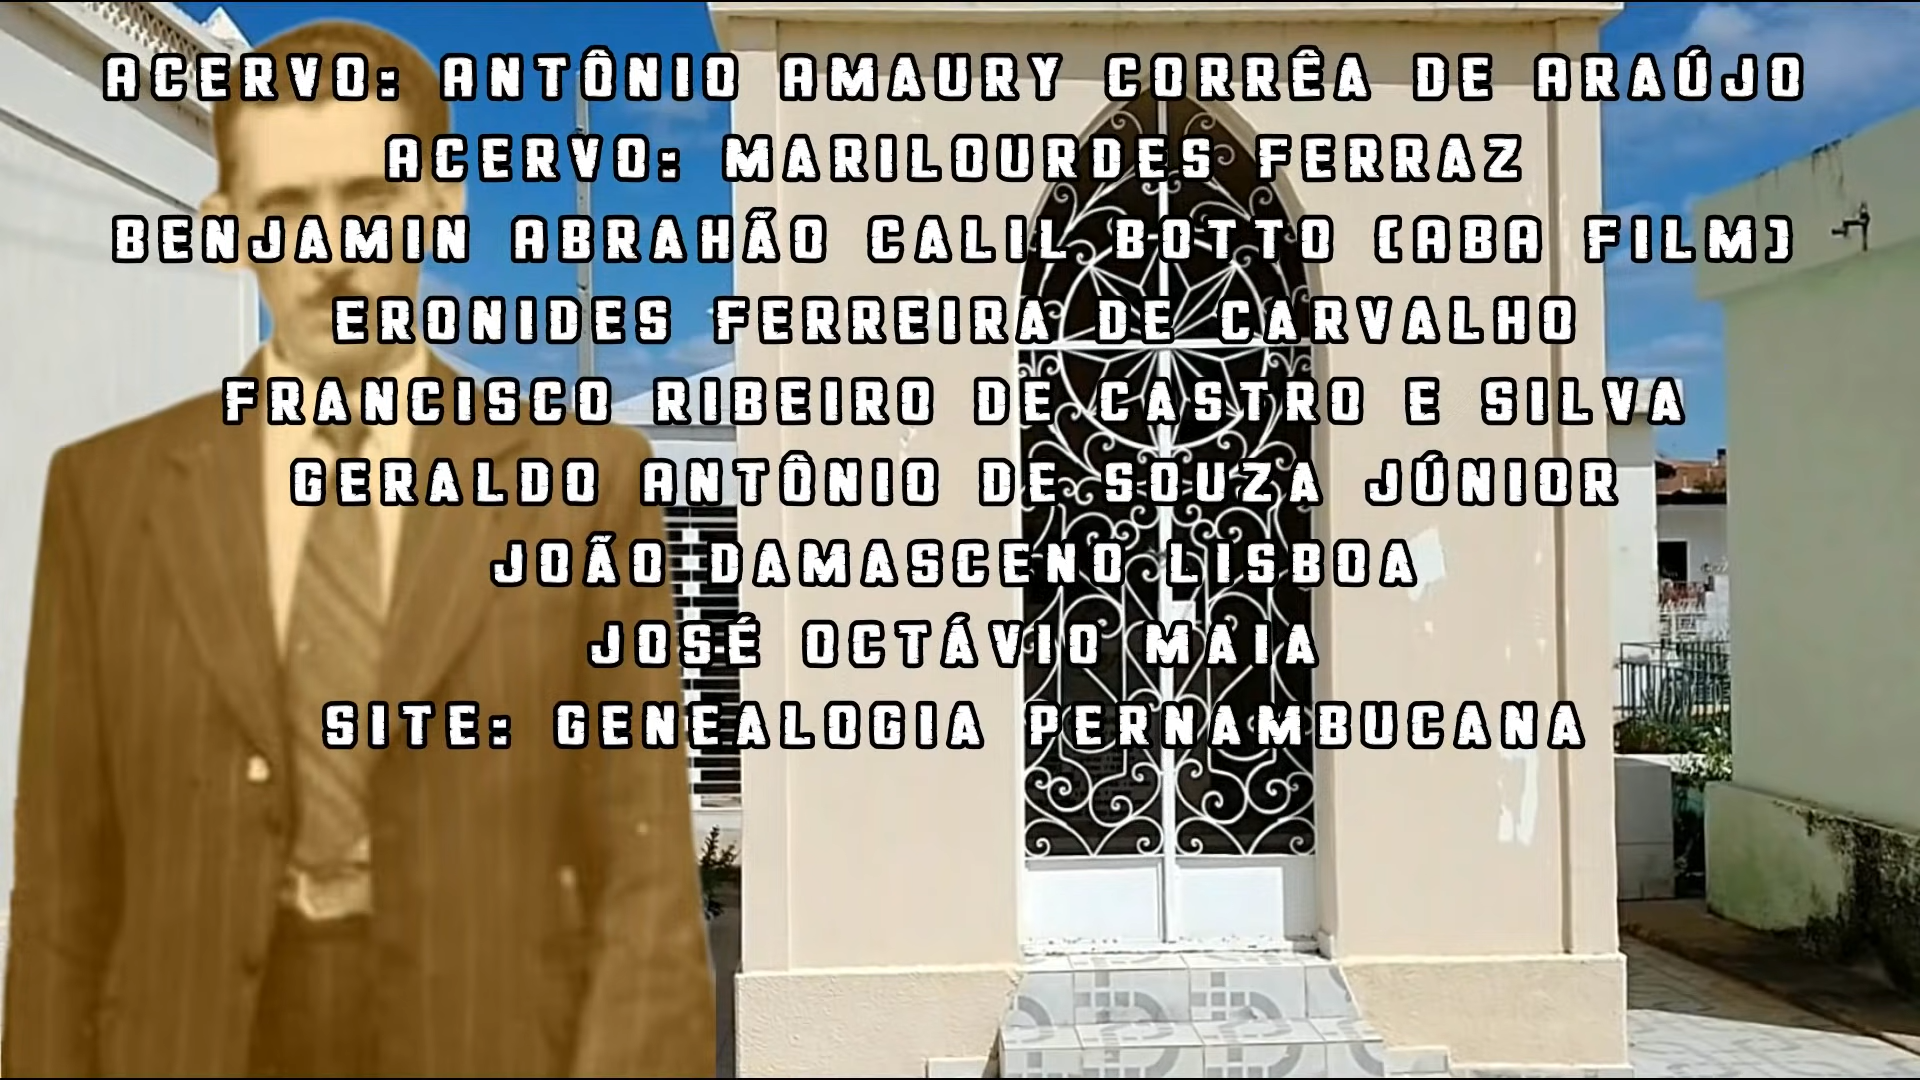 ACERVO: ANTÔNIO AMAURY CORRÊA DE ARAÚJO
ACERVO: MARILOURDES FERRAZ
BENJAMIN ABRAHÃO CALIL BOTTO (ABA FILM)
ERONIDES FERREIRA DE CARVALHO
FRANCISCO RIBEIRO DE CASTRO E SILVA
GERALDO ANTÔNIO DE SOUZA JÚNIOR
JOÃO DAMASCENO LISBOA
JOSÉ OCTÁVIO MAIA
SITE: GENEALOGIA PERNAMBUCANA